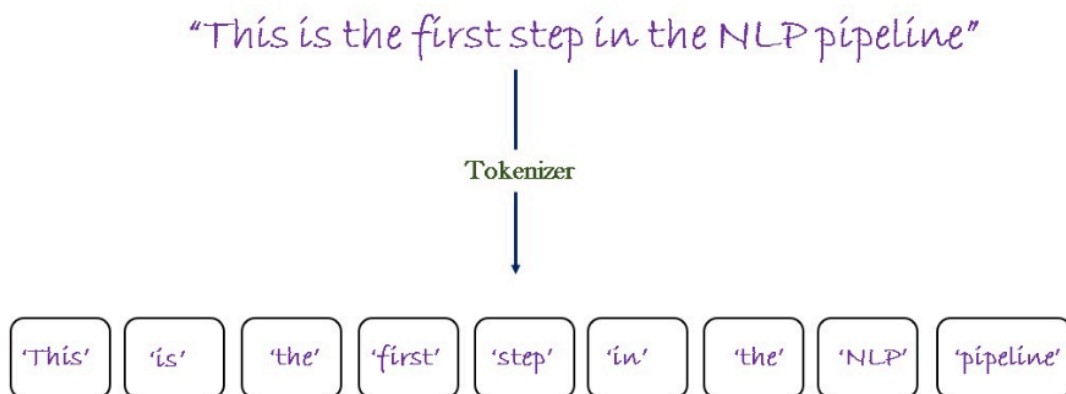 “This is the first step in the NLP pipeline”
Tokenizer
‘This’ ‘is’ ‘the’ ‘first’ ‘step’ ‘in’ ‘the’ ‘NLP’ ‘pipeline’